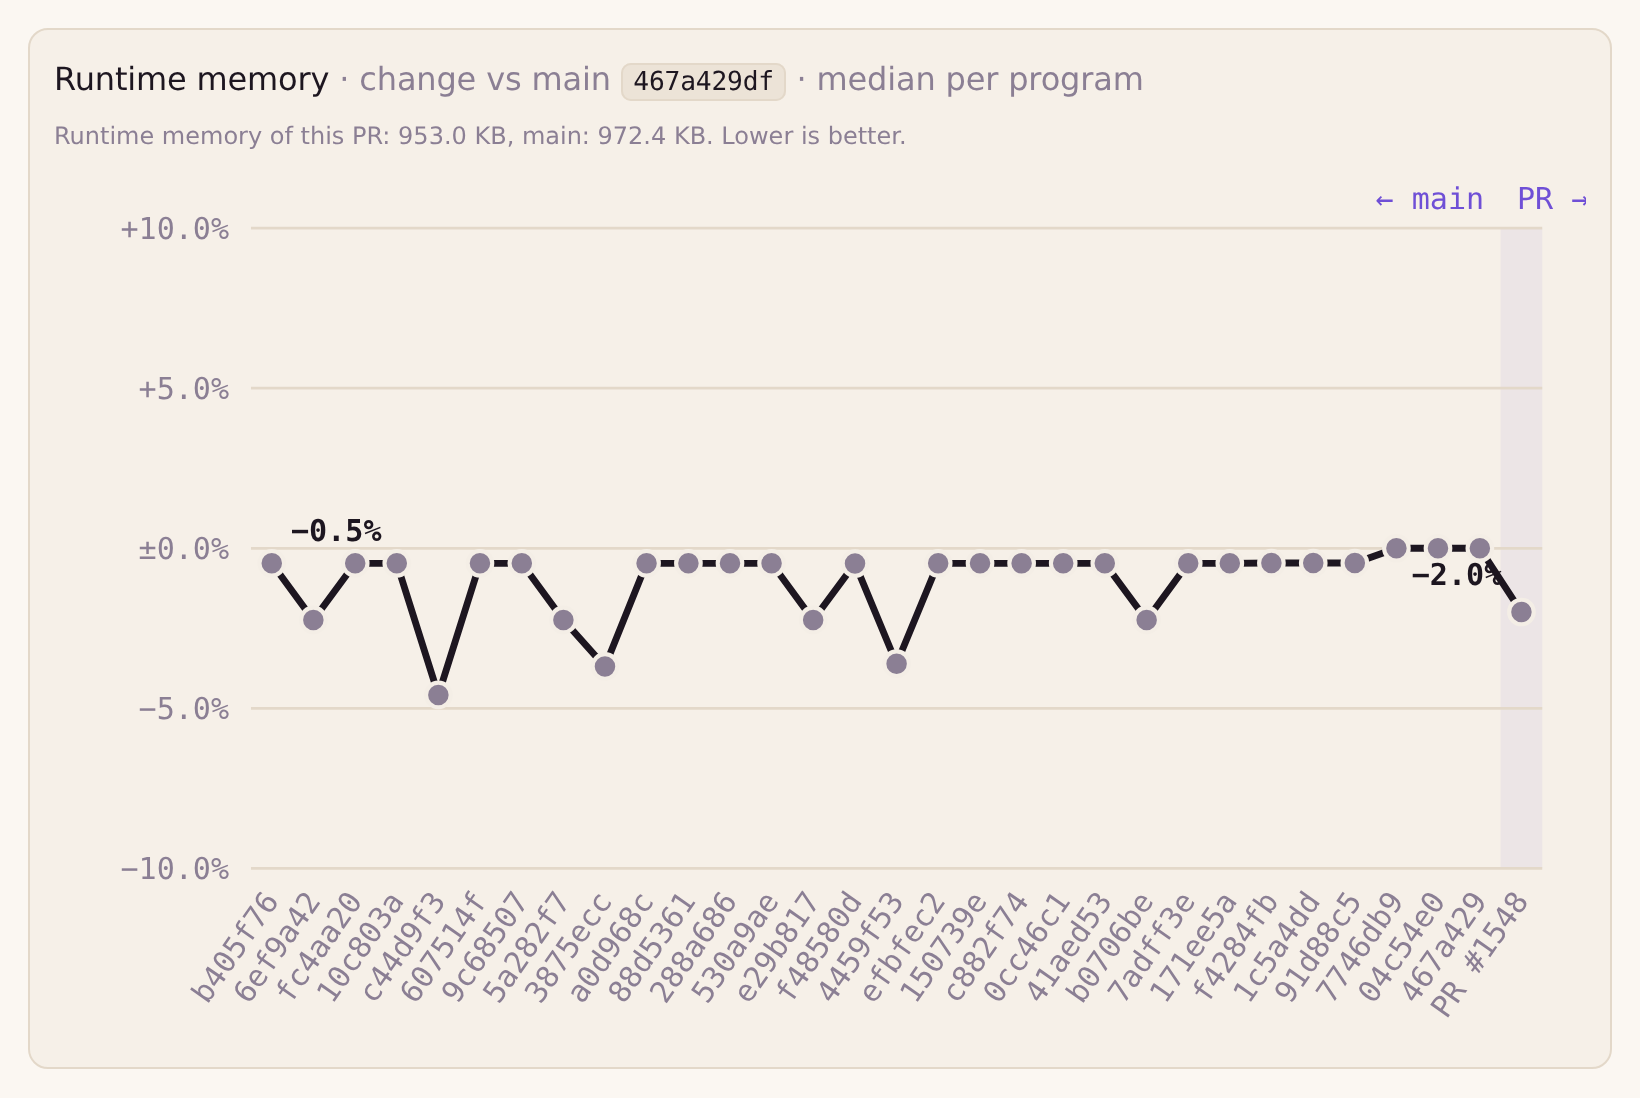 Runtime memory · change vs main 467a429df · median per program
Runtime memory of this PR: 953.0 KB, main: 972.4 KB. Lower is better.
← main PR →
+10.0%
+5.0%
±0.0%
−5.0%
−10.0%
−0.5%
−2.0%
b405f76
6ef9a42
fc4aa20
10c803a
c44d9f3
607514f
9c68507
5a282f7
3875ecc
a0d968c
88d5361
288a686
530a9ae
e29b817
f48580d
4459f53
efbfec2
150739e
c882f74
0cc46c1
41aed53
b0706be
7adff3e
171ee5a
f4284fb
1c5a4dd
91d88c5
7746db9
04c54e0
467a429
PR #1548